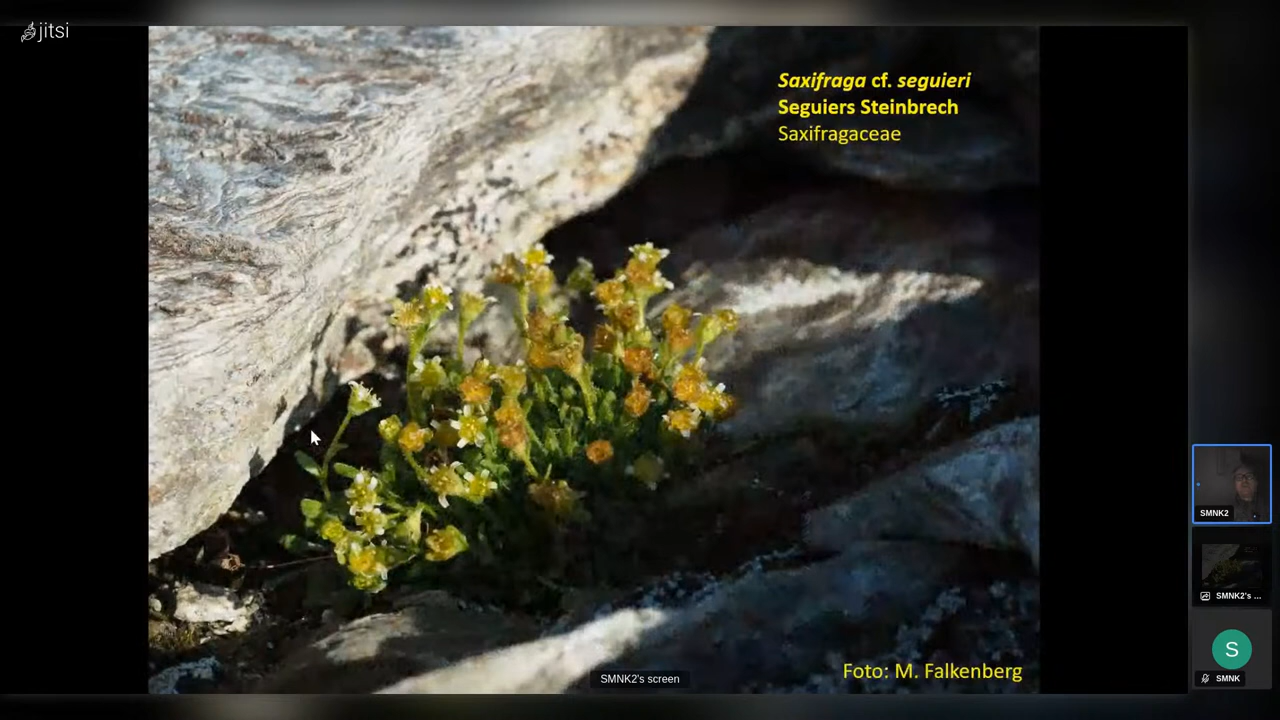 jitsi
Saxifraga cf. seguieri
Seguiers Steinbrech
Saxifragaceae
Foto: M. Falkenberg
SMNK2's screen
SMNK2
SMNK2's ...
S
SMNK